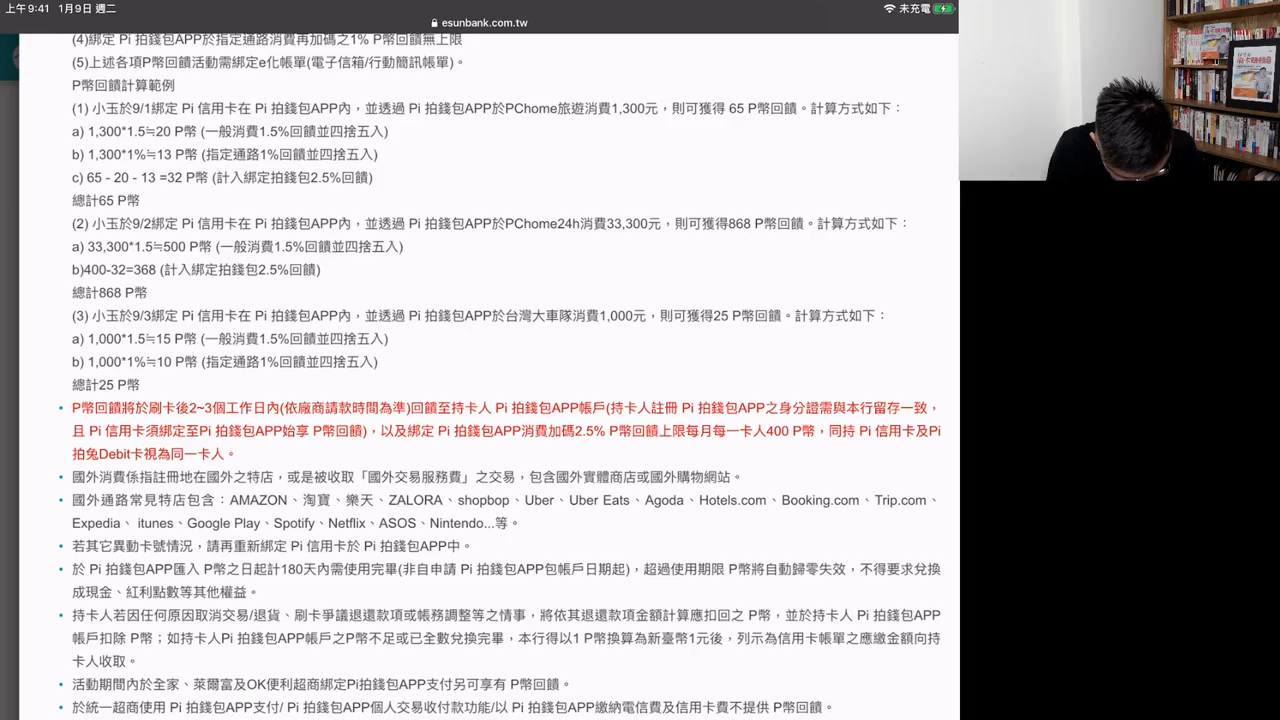 上午9:41 1月9日 週二
未充電
esunbank.com.tw
(4)綁定 Pi 拍錢包APP於指定通路消費再加碼之1% P幣回饋無上限
(5)上述各項P幣回饋活動需綁定e化帳單(電子信箱/行動簡訊帳單)。
P幣回饋計算範例
(1) 小玉於9/1綁定 Pi 信用卡在 Pi 拍錢包APP內，並透過 Pi 拍錢包APP於PChome旅遊消費1,300元，則可獲得 65 P幣回饋。計算方式如下：
a) 1,300*1.5≒20 P幣 (一般消費1.5%回饋並四捨五入)
b) 1,300*1%≒13 P幣 (指定通路1%回饋並四捨五入)
c) 65 - 20 - 13 =32 P幣 (計入綁定拍錢包2.5%回饋)
總計65 P幣
(2) 小玉於9/2綁定 Pi 信用卡在 Pi 拍錢包APP內，並透過 Pi 拍錢包APP於PChome24h消費33,300元，則可獲得868 P幣回饋。計算方式如下：
a) 33,300*1.5≒500 P幣 (一般消費1.5%回饋並四捨五入)
b)400-32=368 (計入綁定拍錢包2.5%回饋)
總計868 P幣
(3) 小玉於9/3綁定 Pi 信用卡在 Pi 拍錢包APP內，並透過 Pi 拍錢包APP於台灣大車隊消費1,000元，則可獲得25 P幣回饋。計算方式如下：
a) 1,000*1.5≒15 P幣 (一般消費1.5%回饋並四捨五入)
b) 1,000*1%≒10 P幣 (指定通路1%回饋並四捨五入)
總計25 P幣
• P幣回饋將於刷卡後2~3個工作日內(依廠商請款時間為準)回饋至持卡人 Pi 拍錢包APP帳戶(持卡人註冊 Pi 拍錢包APP之身分證需與本行留存一致，
且 Pi 信用卡須綁定至Pi 拍錢包APP始享 P幣回饋)，以及綁定 Pi 拍錢包APP消費加碼2.5% P幣回饋上限每月每一卡人400 P幣，同持 Pi 信用卡及Pi
拍兔Debit卡視為同一卡人。
• 國外消費係指註冊地在國外之特店，或是被收取「國外交易服務費」之交易，包含國外實體商店或國外購物網站。
• 國外通路常見特店包含：AMAZON、淘寶、樂天、ZALORA、shopbop、Uber、Uber Eats、Agoda、Hotels.com、Booking.com、Trip.com、
Expedia、 itunes、Google Play、Spotify、Netflix、ASOS、Nintendo...等。
• 若其它異動卡號情況，請再重新綁定 Pi 信用卡於 Pi 拍錢包APP中。
• 於 Pi 拍錢包APP匯入 P幣之日起計180天內需使用完畢(非自申請 Pi 拍錢包APP包帳戶日期起)，超過使用期限 P幣將自動歸零失效，不得要求兌換
成現金、紅利點數等其他權益。
• 持卡人若因任何原因取消交易/退貨、刷卡爭議退還款項或帳務調整等之情事，將依其退還款項金額計算應扣回之 P幣，並於持卡人 Pi 拍錢包APP
帳戶扣除 P幣；如持卡人Pi 拍錢包APP帳戶之P幣不足或已全數兌換完畢，本行得以1 P幣換算為新臺幣1元後，列示為信用卡帳單之應繳金額向持
卡人收取。
• 活動期間內於全家、萊爾富及OK便利超商綁定Pi拍錢包APP支付另可享有 P幣回饋。
• 於統一超商使用 Pi 拍錢包APP支付/ Pi 拍錢包APP個人交易收付款功能/以 Pi 拍錢包APP繳納電信費及信用卡費不提供 P幣回饋。